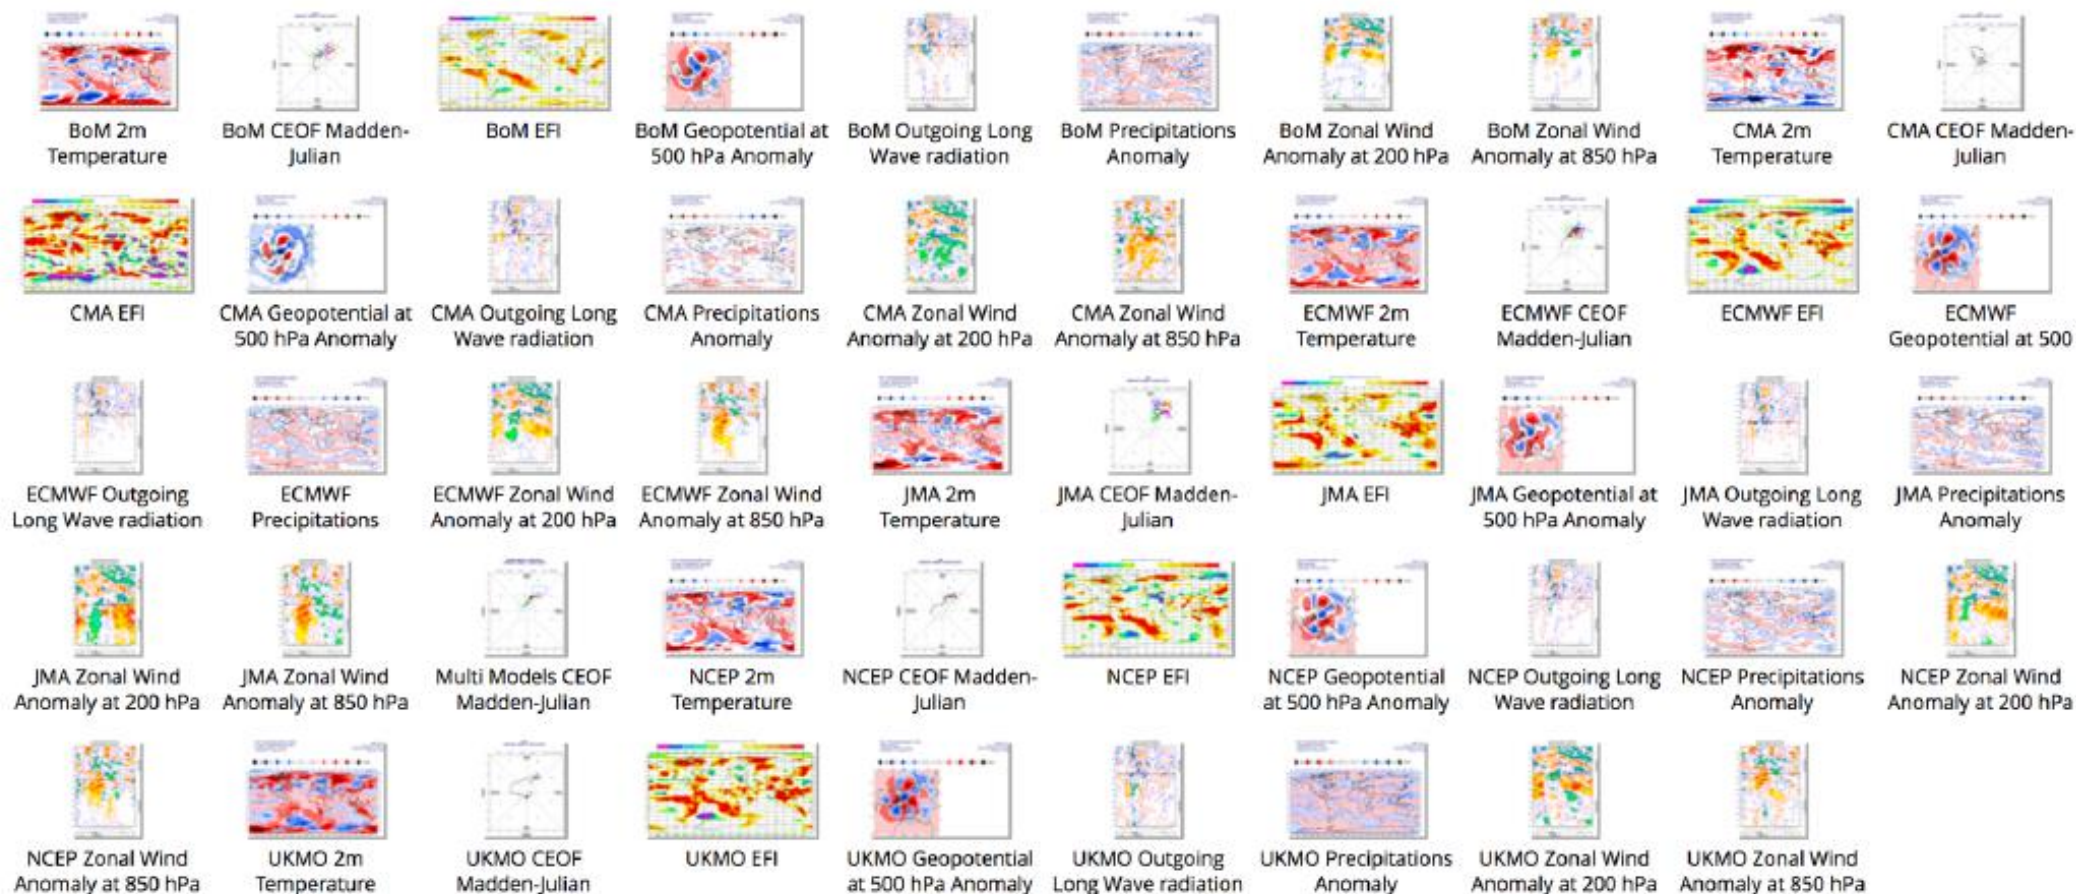 BoM 2m
Temperature
BoM CEOF Madden-
Julian
BoM EFI
BoM Geopotential at
500 hPa Anomaly
BoM Outgoing Long
Wave radiation
BoM Precipitations
Anomaly
BoM Zonal Wind
Anomaly at 200 hPa
BoM Zonal Wind
Anomaly at 850 hPa
CMA 2m
Temperature
CMA CEOF Madden-
Julian
CMA EFI
CMA Geopotential at
500 hPa Anomaly
CMA Outgoing Long
Wave radiation
CMA Precipitations
Anomaly
CMA Zonal Wind
Anomaly at 200 hPa
CMA Zonal Wind
Anomaly at 850 hPa
ECMWF 2m
Temperature
ECMWF CEOF
Madden-Julian
ECMWF EFI
ECMWF
Geopotential at 500
ECMWF Outgoing
Long Wave radiation
ECMWF
Precipitations
ECMWF Zonal Wind
Anomaly at 200 hPa
ECMWF Zonal Wind
Anomaly at 850 hPa
JMA 2m
Temperature
JMA CEOF Madden-
Julian
JMA EFI
JMA Geopotential at
500 hPa Anomaly
JMA Outgoing Long
Wave radiation
JMA Precipitations
Anomaly
JMA Zonal Wind
Anomaly at 200 hPa
JMA Zonal Wind
Anomaly at 850 hPa
Multi Models CEOF
Madden-Julian
NCEP 2m
Temperature
NCEP CEOF Madden-
Julian
NCEP EFI
NCEP Geopotential
at 500 hPa Anomaly
NCEP Outgoing Long
Wave radiation
NCEP Precipitations
Anomaly
NCEP Zonal Wind
Anomaly at 200 hPa
NCEP Zonal Wind
Anomaly at 850 hPa
UKMO 2m
Temperature
UKMO CEOF
Madden-Julian
UKMO EFI
UKMO Geopotential
at 500 hPa Anomaly
UKMO Outgoing
Long Wave radiation
UKMO Precipitations
Anomaly
UKMO Zonal Wind
Anomaly at 200 hPa
UKMO Zonal Wind
Anomaly at 850 hPa